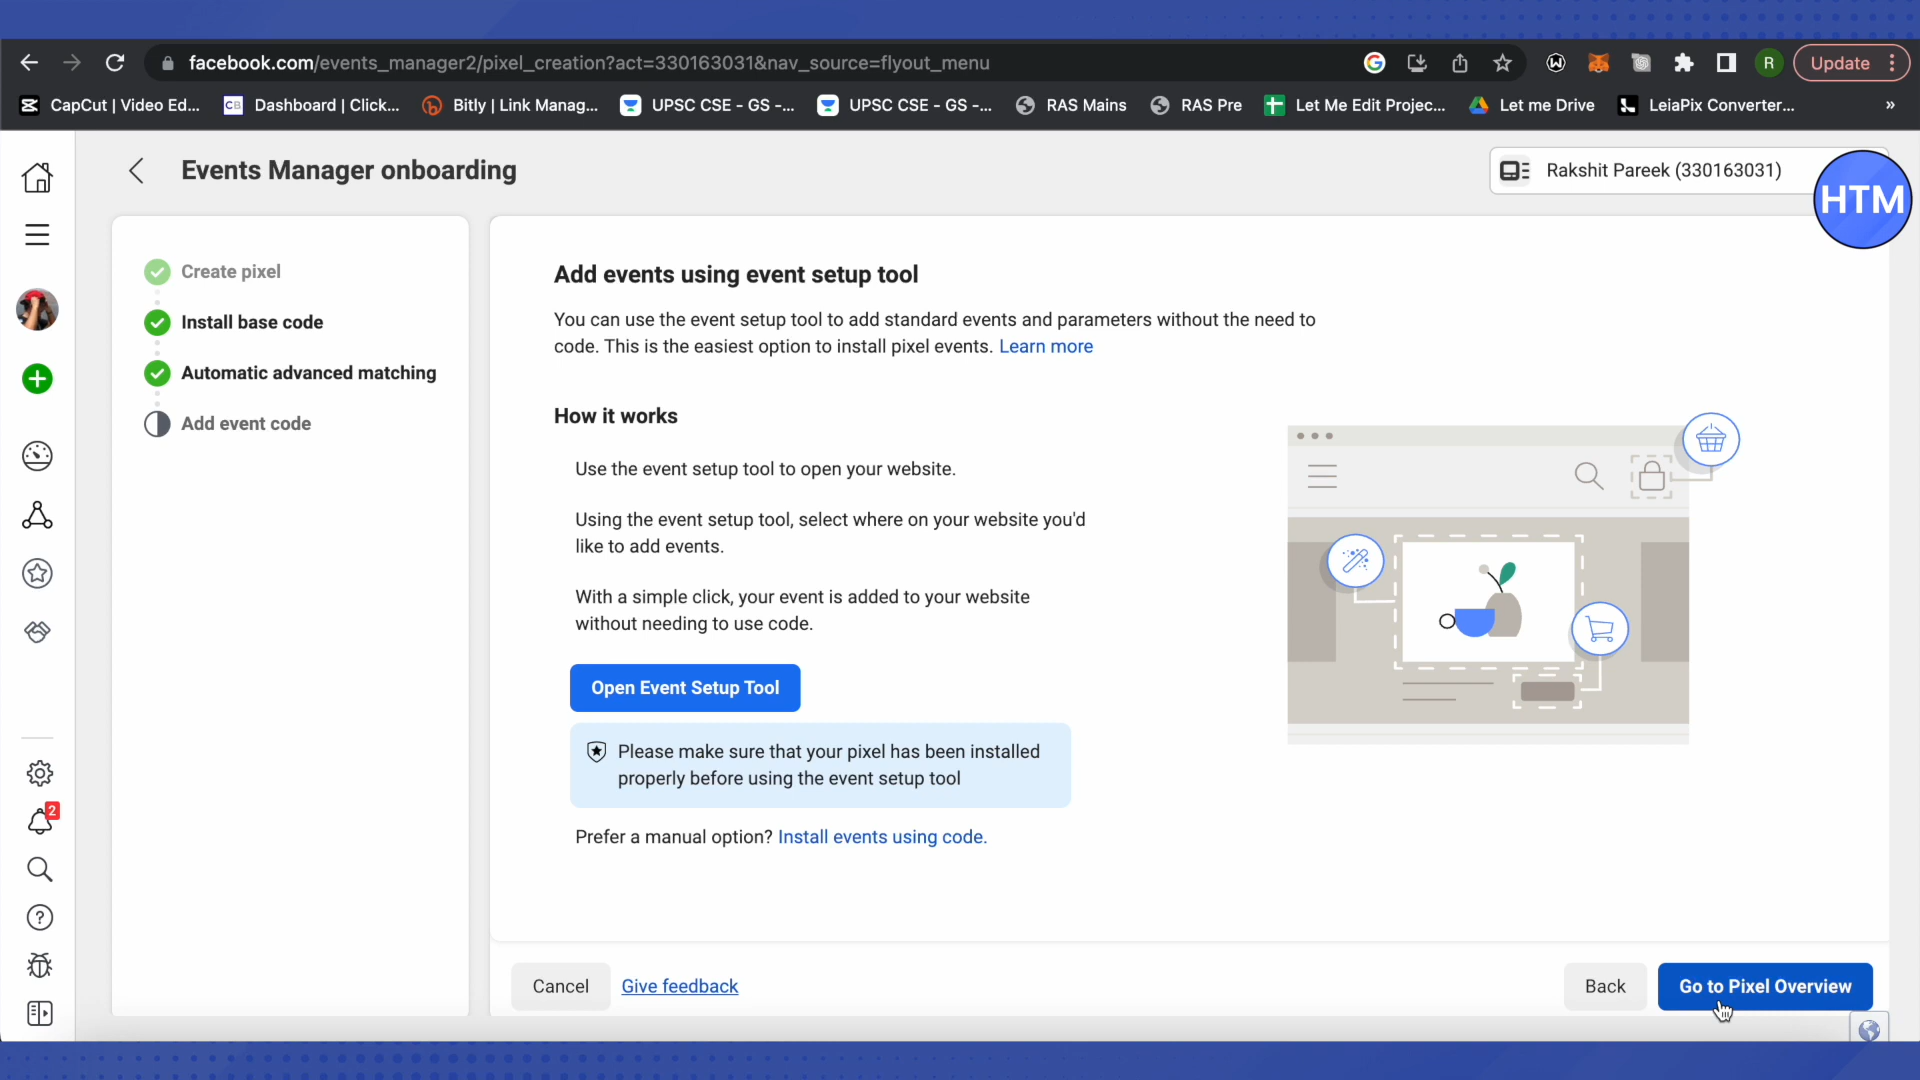 facebook.com/events_manager2/pixel_creation?act=330163031&nav_source=flyout_menu
W
R
Update
CapCut | Video Ed...
CB
Dashboard | Click...
Bitly | Link Manag...
UPSC CSE - GS -...
UPSC CSE - GS -...
RAS Mains
RAS Pre
Let Me Edit Projec...
Let me Drive
LeiaPix Converter...
»
Events Manager onboarding
Rakshit Pareek (330163031)
HTM
Create pixel
Install base code
Automatic advanced matching
Add event code
Add events using event setup tool
You can use the event setup tool to add standard events and parameters without the need to
code. This is the easiest option to install pixel events. Learn more
How it works
Use the event setup tool to open your website.
Using the event setup tool, select where on your website you'd
like to add events.
With a simple click, your event is added to your website
without needing to use code.
Open Event Setup Tool
Please make sure that your pixel has been installed
properly before using the event setup tool
Prefer a manual option? Install events using code.
2
Cancel
Give feedback
Back
Go to Pixel Overview